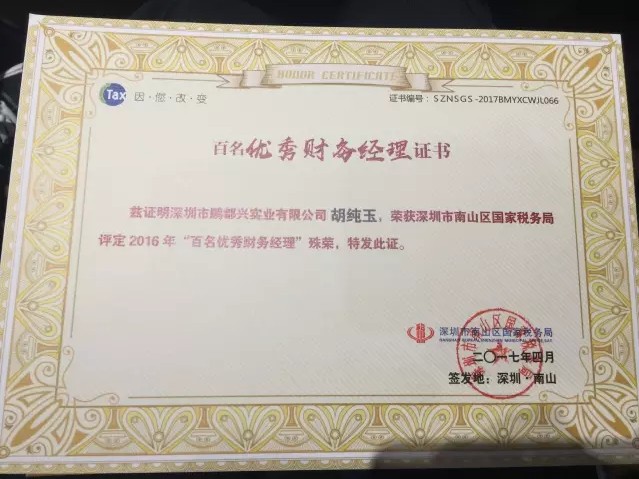 HONOR CERTIFICATE
Tax 因·您·改·变
证书编号：SZNSGS-2017BMYXCWJL066
百名优秀财务经理证书
兹证明深圳市鹏都兴实业有限公司 胡纯玉，荣获深圳市南山区国家税务局
评定2016年“百名优秀财务经理”殊荣，特发此证。
深圳市南山区国家税务局
二〇一七年四月
签发地：深圳·南山